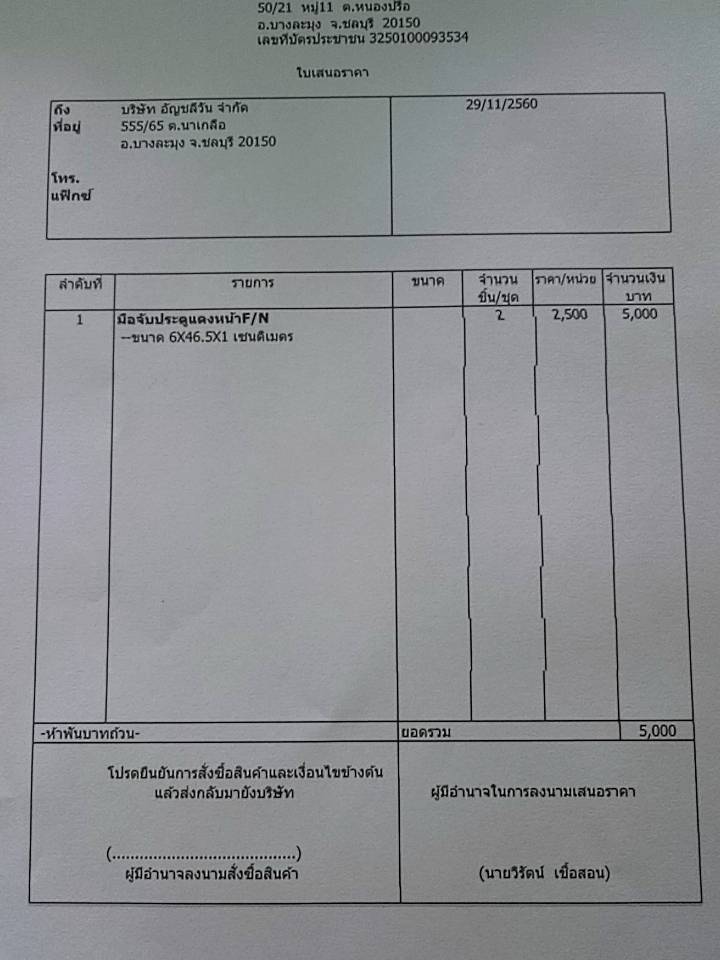 50/21 หมู่11 ต.หนองปรือ
อ.บางละมุง จ.ชลบุรี 20150
เลขที่บัตรประชาชน 3250100093534
ใบเสนอราคา
ถึง บริษัท อัญชลีวัน จำกัด 29/11/2560
ที่อยู่ 555/65 ต.นาเกลือ
อ.บางละมุง จ.ชลบุรี 20150
โทร.
แฟ็กซ์
ลำดับที่ รายการ ขนาด จำนวน ราคา/หน่วย จำนวนเงิน
ชิ้น/ชุด บาท
1 มือจับประตูแดงหน้าF/N 2 2,500 5,000
--ขนาด 6X46.5X1 เซนติเมตร
-ห้าพันบาทถ้วน- ยอดรวม 5,000
โปรดยืนยันการสั่งซื้อสินค้าและเงื่อนไขข้างต้น
แล้วส่งกลับมายังบริษัท
ผู้มีอำนาจในการลงนามเสนอราคา
(.........................................)
ผู้มีอำนาจลงนามสั่งซื้อสินค้า (นายวิรัตน์ เชื้อสอน)